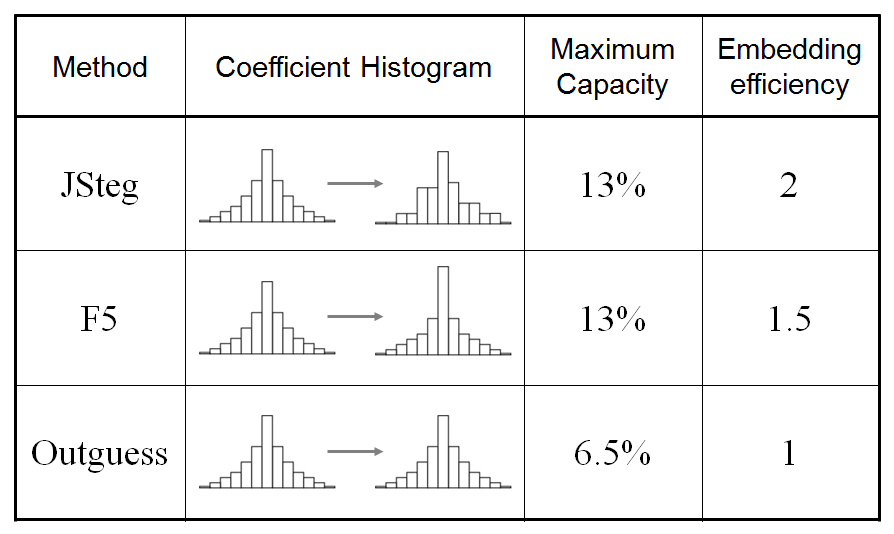 Method
Coefficient Histogram
Maximum
Capacity
Embedding
efficiency
JSteg
13%
2
F5
13%
1.5
Outguess
6.5%
1